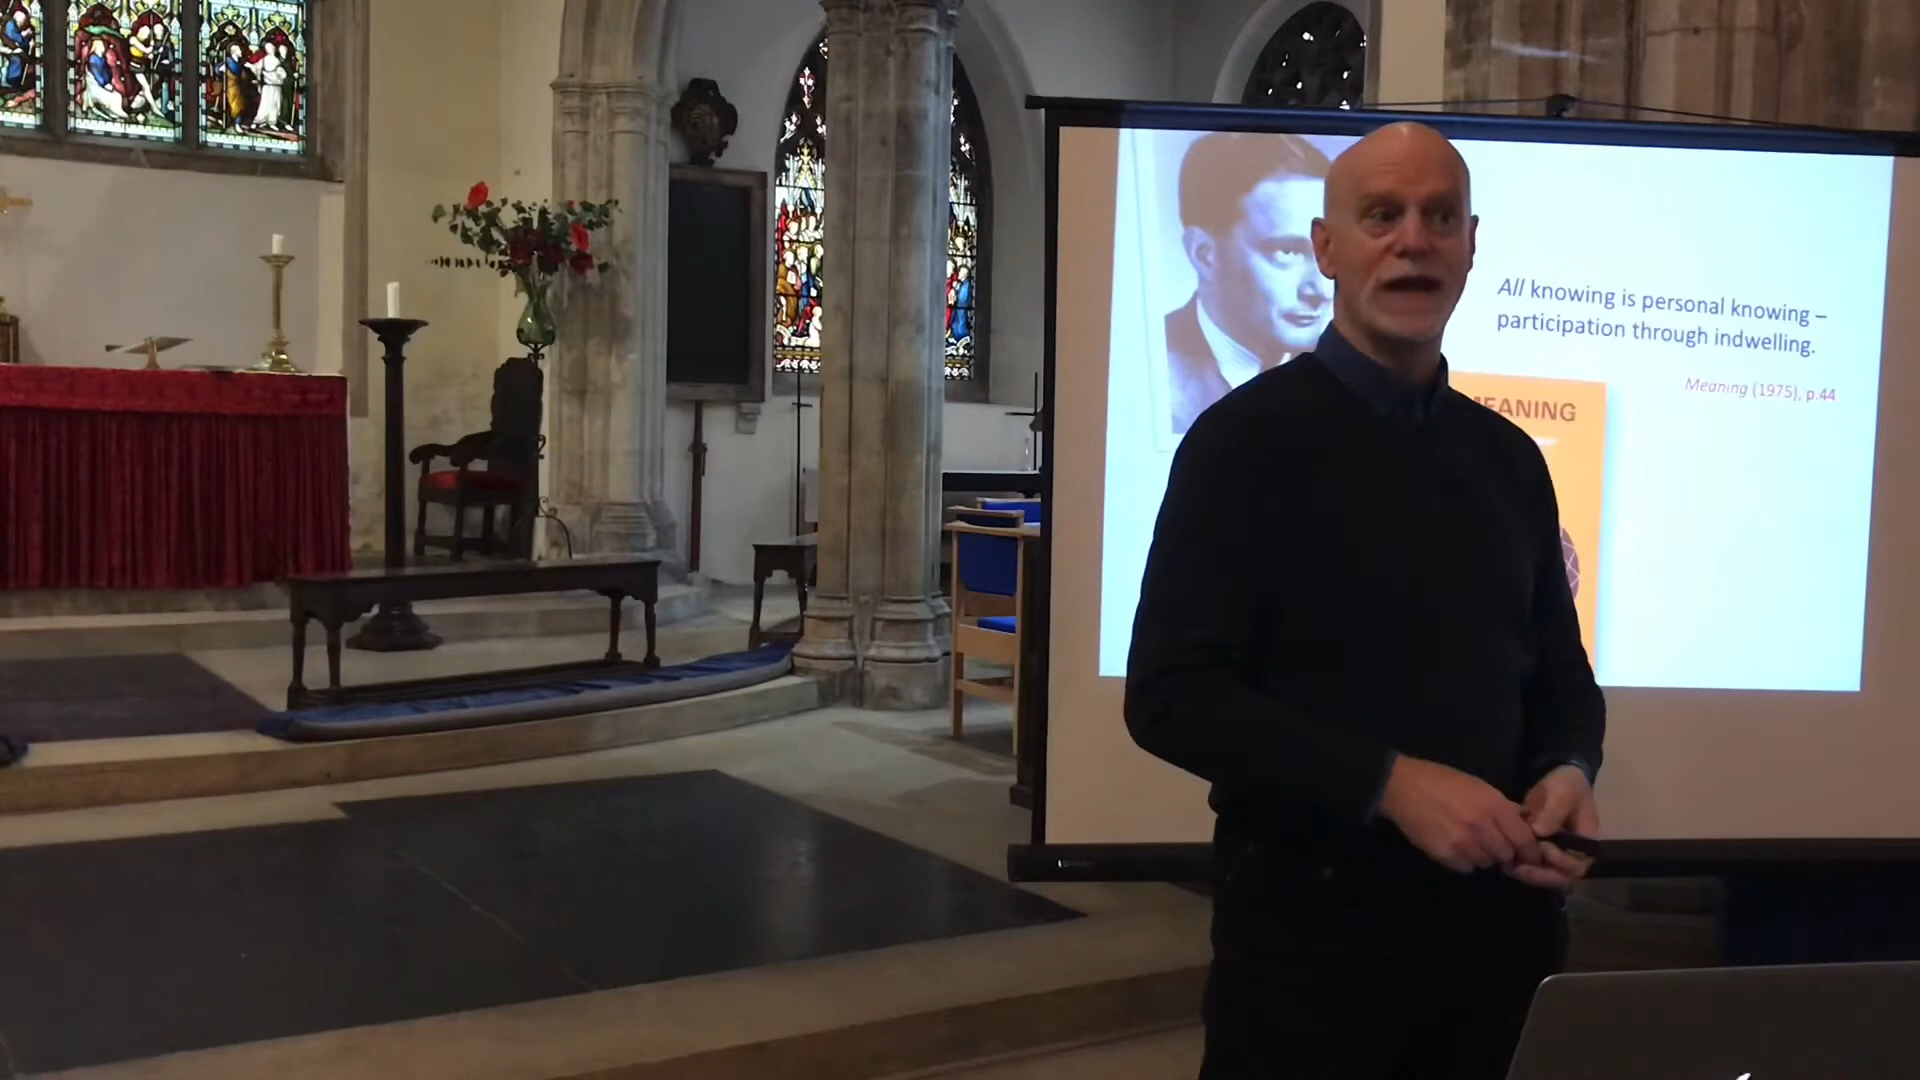 All knowing is personal knowing –
participation through indwelling.
Meaning (1975), p.44
MEANING